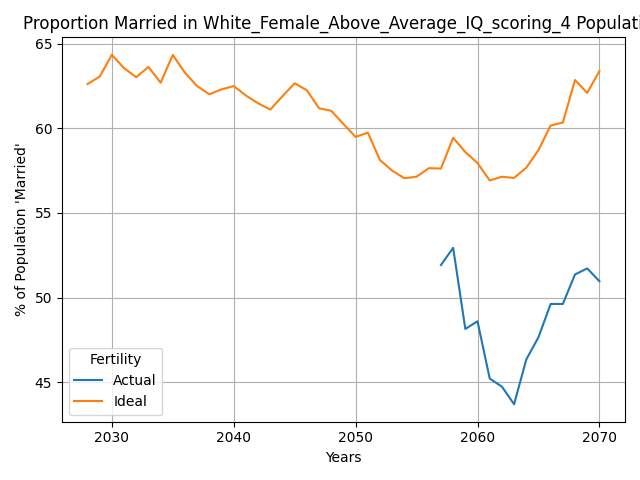 Proportion Married in White_Female_Above_Average_IQ_scoring_4 Populati
65
60
55
50
45
% of Population 'Married'
Fertility
Actual
Ideal
2030 2040 2050 2060 2070
Years